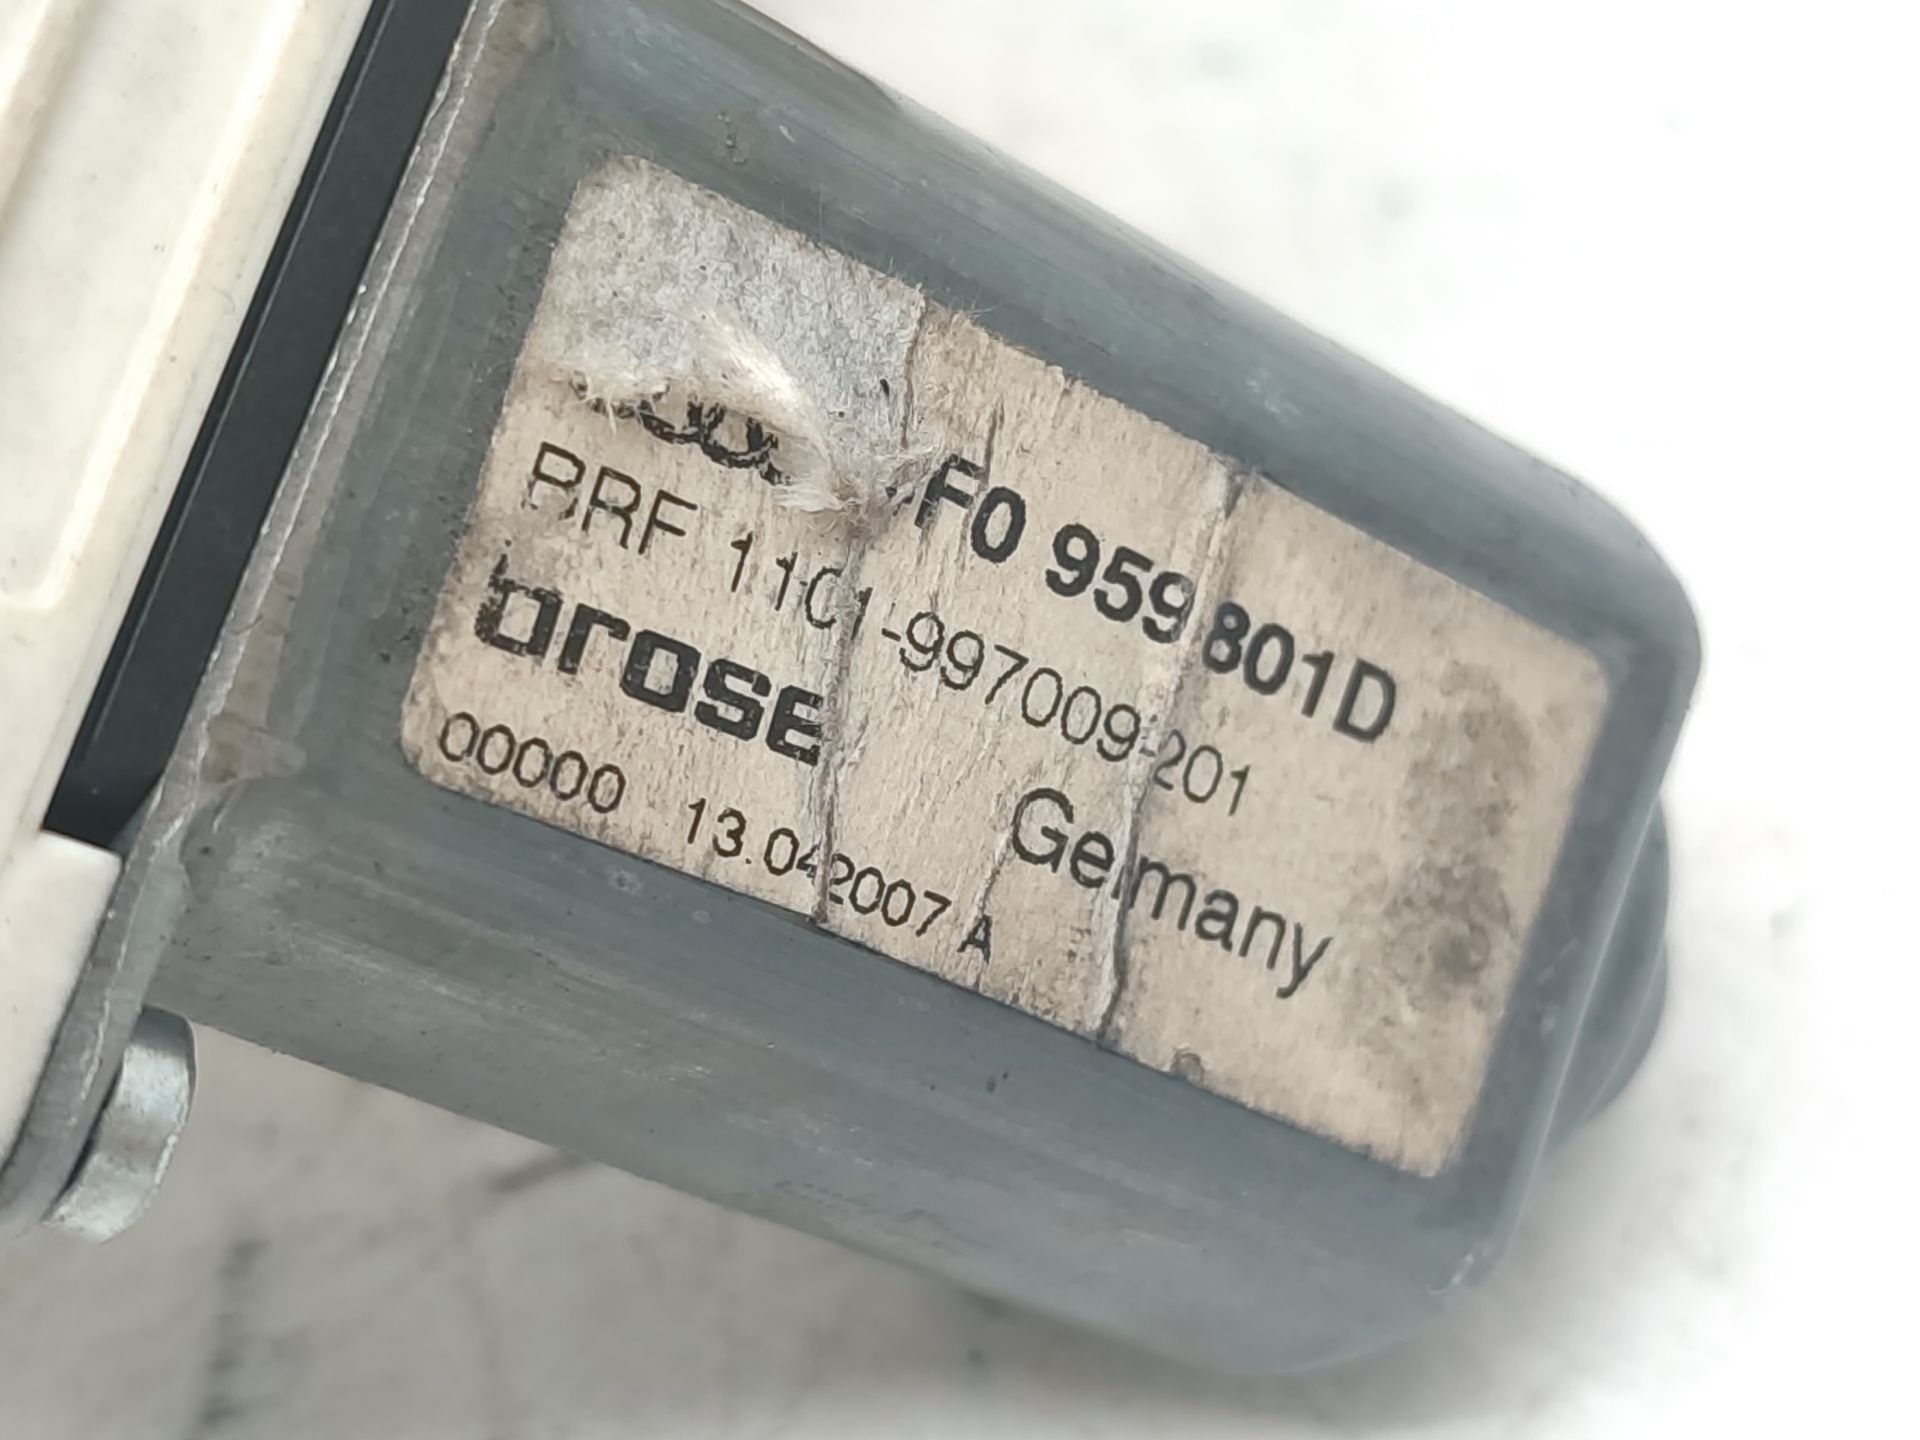 F0 959 801D
BRF 1101-997009-201
brose Germany
00000 13.04.2007 A